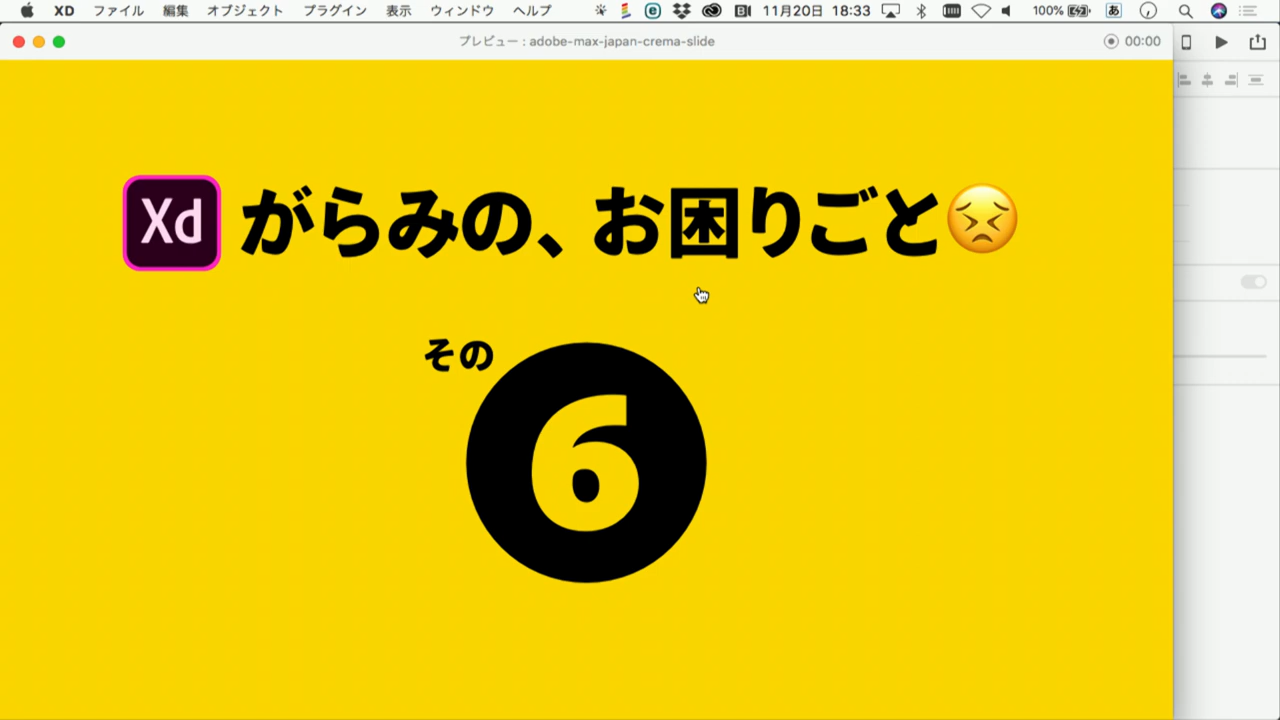 XD ファイル 編集 オブジェクト プラグイン 表示 ウィンドウ ヘルプ 11月20日 18:33 100% あ
プレビュー：adobe-max-japan-crema-slide 00:00
Xd がらみの、お困りごと😣
その
6